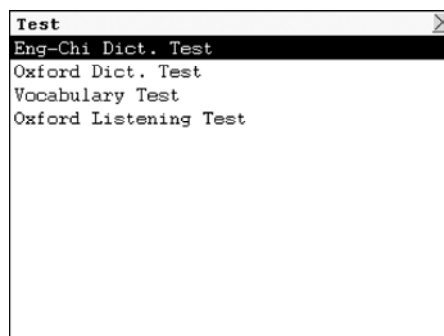 Test
Eng-Chi Dict. Test
Oxford Dict. Test
Vocabulary Test
Oxford Listening Test